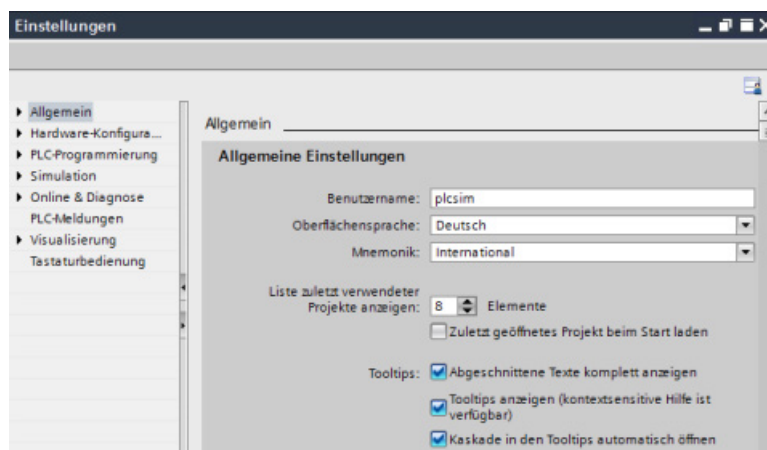 Einstellungen
Allgemein
Hardware-Konfigura...
PLC-Programmierung
Simulation
Online & Diagnose
PLC-Meldungen
Visualisierung
Tastaturbedienung
Allgemein
Allgemeine Einstellungen
Benutzername: plcsim
Oberflächensprache: Deutsch
Mnemonik: International
Liste zuletzt verwendeter
Projekte anzeigen: 8 Elemente
Zuletzt geöffnetes Projekt beim Start laden
Tooltips: Abgeschnittene Texte komplett anzeigen
Tooltips anzeigen (kontextsensitive Hilfe ist
verfügbar)
Kaskade in den Tooltips automatisch öffnen